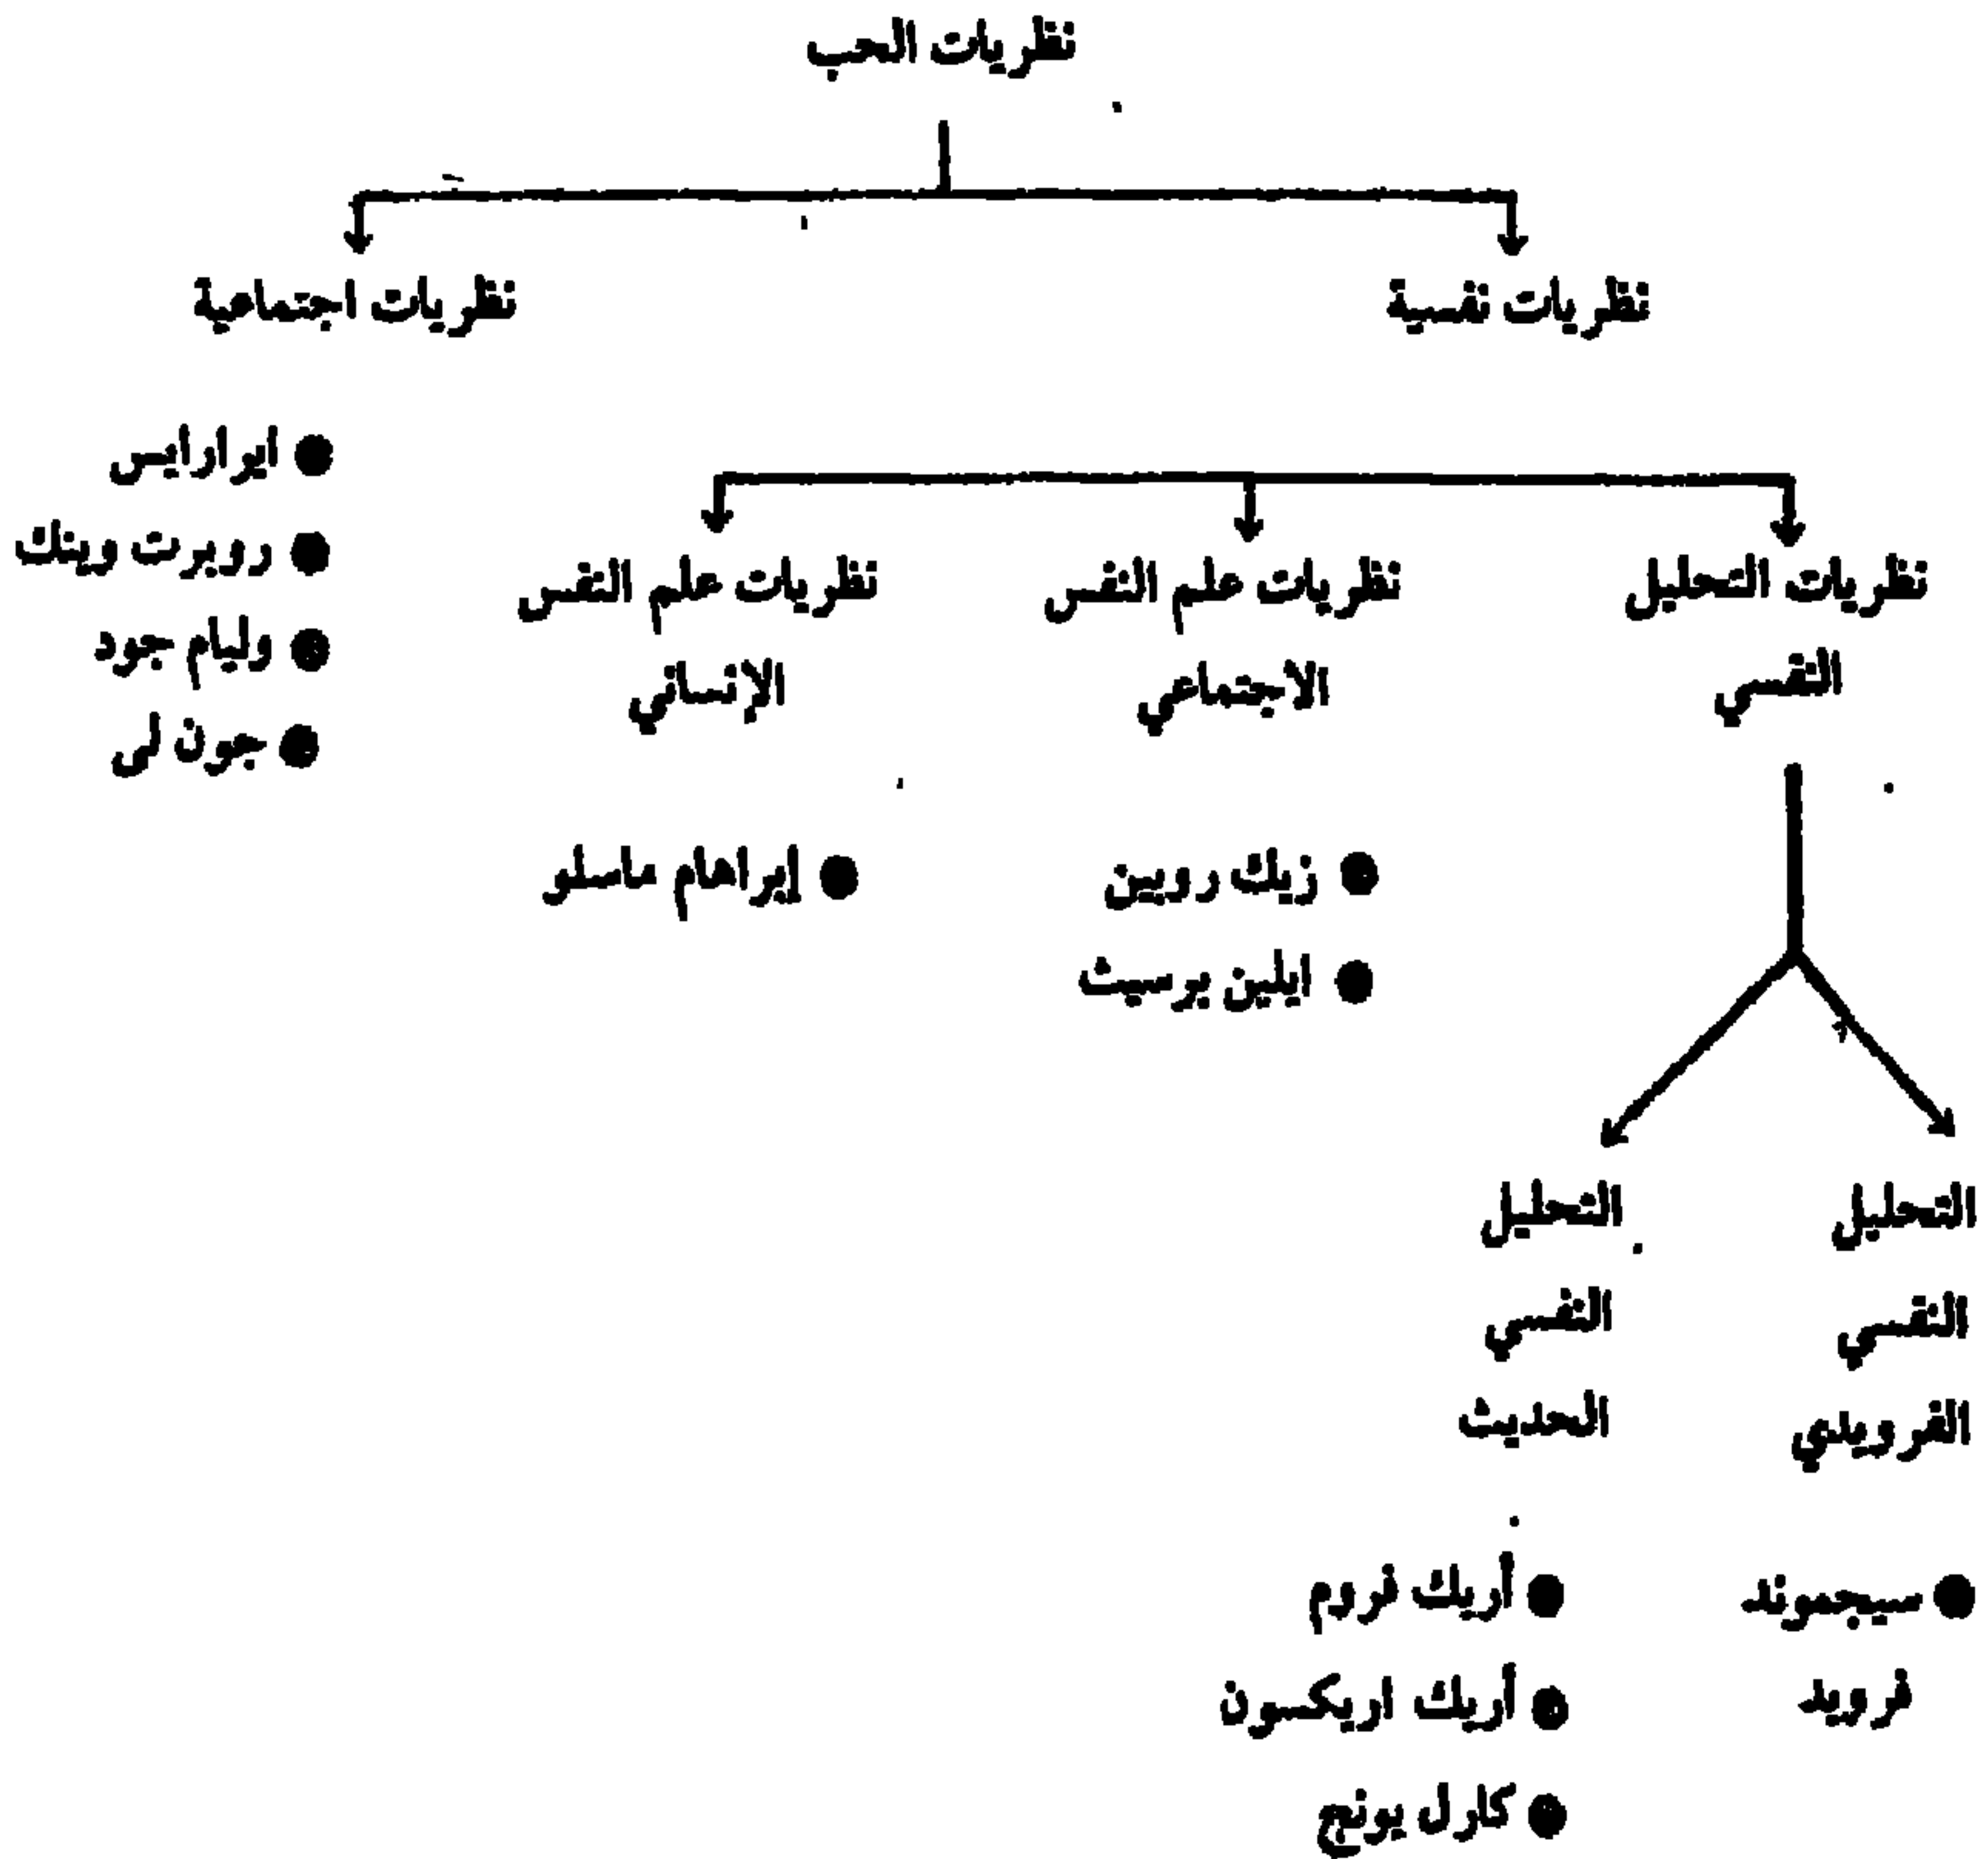 نظريات الحب
نظريات نفسية
نظريات اجتماعية
نظريات التحليل
النفسي
نظريات علم النفس
الاجتماعي
نظريات علم النفس
الإنساني
● ايرا رايس
● روبرت وينك
● وليام جود
● جون لى
● زيك روبين
● ايلين برسيث
● إبراهام ماسلو
التحليل
النفسي
الفرويدي
● سيجموند
فرويد
التحليل
النفسي
الحديث
● أريك فروم
● أريك اريكسون
● كارل يونج